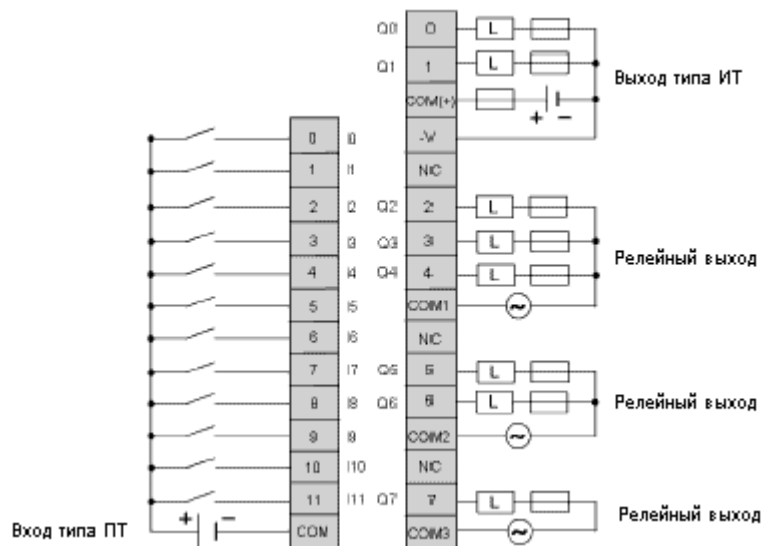 Q0 0 L
Q1 1 L
Выход типа ИТ
COM(+) + −
-V
0 I0
1 I1 NC
2 I2 Q2 2 L
3 I3 Q3 3 L
Релейный выход
4 I4 Q4 4 L
5 I5 COM1 ~
6 I6 NC
7 I7 Q5 5 L
8 I8 Q6 6 L
Релейный выход
9 I9 COM2 ~
10 I10 NC
11 I11 Q7 7 L
Релейный выход
Вход типа ПТ + − COM COM3 ~